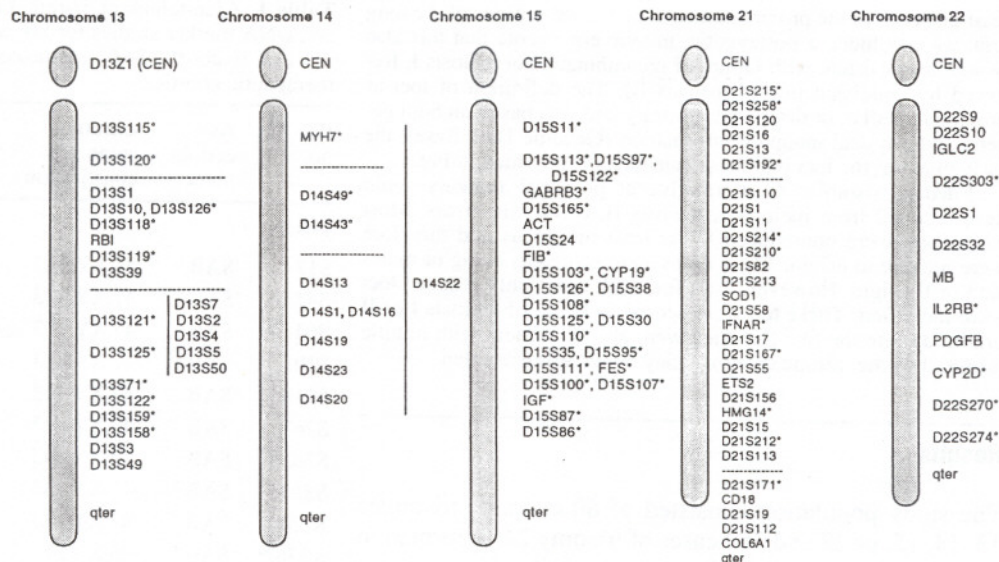 Chromosome 13
D13Z1 (CEN)
D13S115*
D13S120*
D13S1
D13S10, D13S126*
D13S118*
RBI
D13S119*
D13S39
D13S121*
D13S125*
D13S7
D13S2
D13S4
D13S5
D13S50
D13S71*
D13S122*
D13S159*
D13S158*
D13S3
D13S49
qter
Chromosome 14
CEN
MYH7*
D14S49*
D14S43*
D14S13
D14S1, D14S16
D14S19
D14S23
D14S20
D14S22
qter
Chromosome 15
CEN
D15S11*
D15S113*,D15S97*,
D15S122*
GABRB3*
D15S165*
ACT
D15S24
FIB*
D15S103*, CYP19*
D15S126*, D15S38
D15S108*
D15S125*, D15S30
D15S110*
D15S35, D15S95*
D15S111*, FES*
D15S100*, D15S107*
IGF*
D15S87*
D15S86*
qter
Chromosome 21
CEN
D21S215*
D21S258*
D21S120
D21S16
D21S13
D21S192*
D21S110
D21S1
D21S11
D21S214*
D21S210*
D21S82
D21S213
SOD1
D21S58
IFNAR*
D21S17
D21S167*
D21S55
ETS2
D21S156
HMG14*
D21S15
D21S212*
D21S113
D21S171*
CD18
D21S19
D21S112
COL6A1
qter
Chromosome 22
CEN
D22S9
D22S10
IGLC2
D22S303*
D22S1
D22S32
MB
IL2RB*
PDGFB
CYP2D*
D22S270*
D22S274*
qter